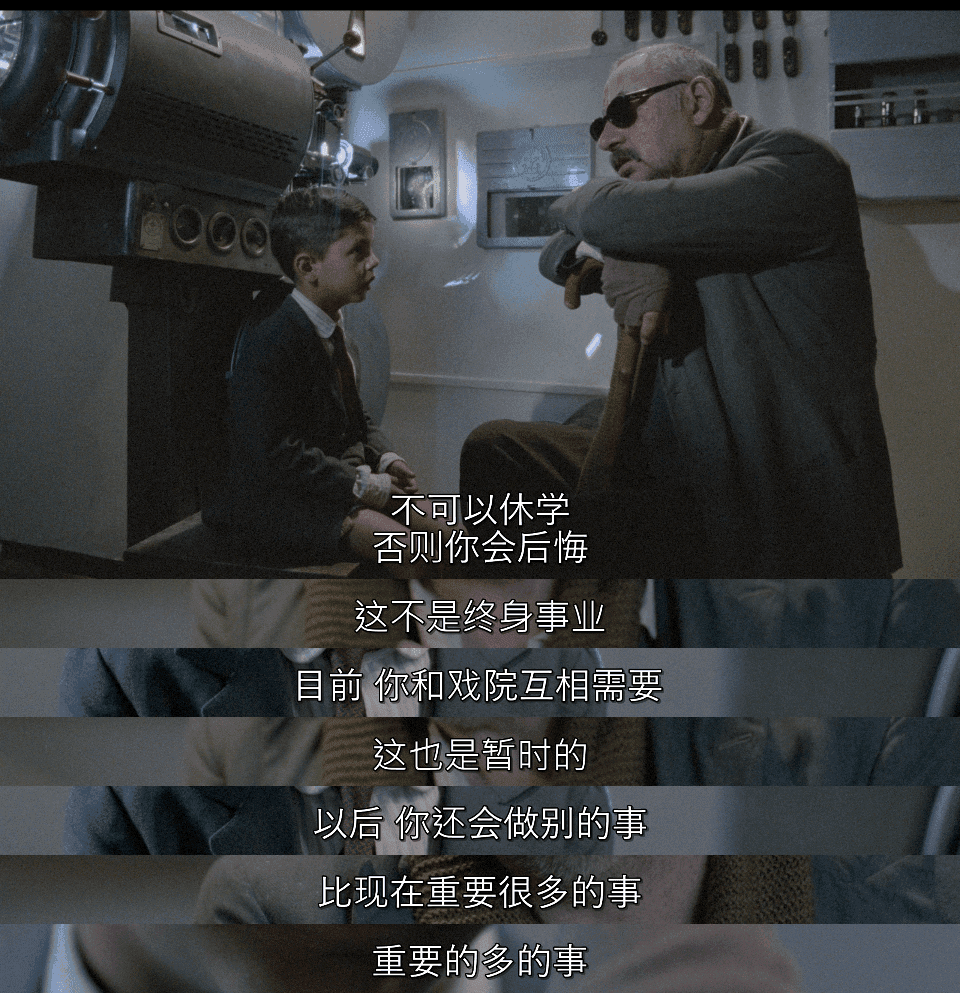 不可以休学
否则你会后悔
这不是终身事业
目前 你和戏院互相需要
这也是暂时的
以后 你还会做别的事
比现在重要很多的事
重要的多的事